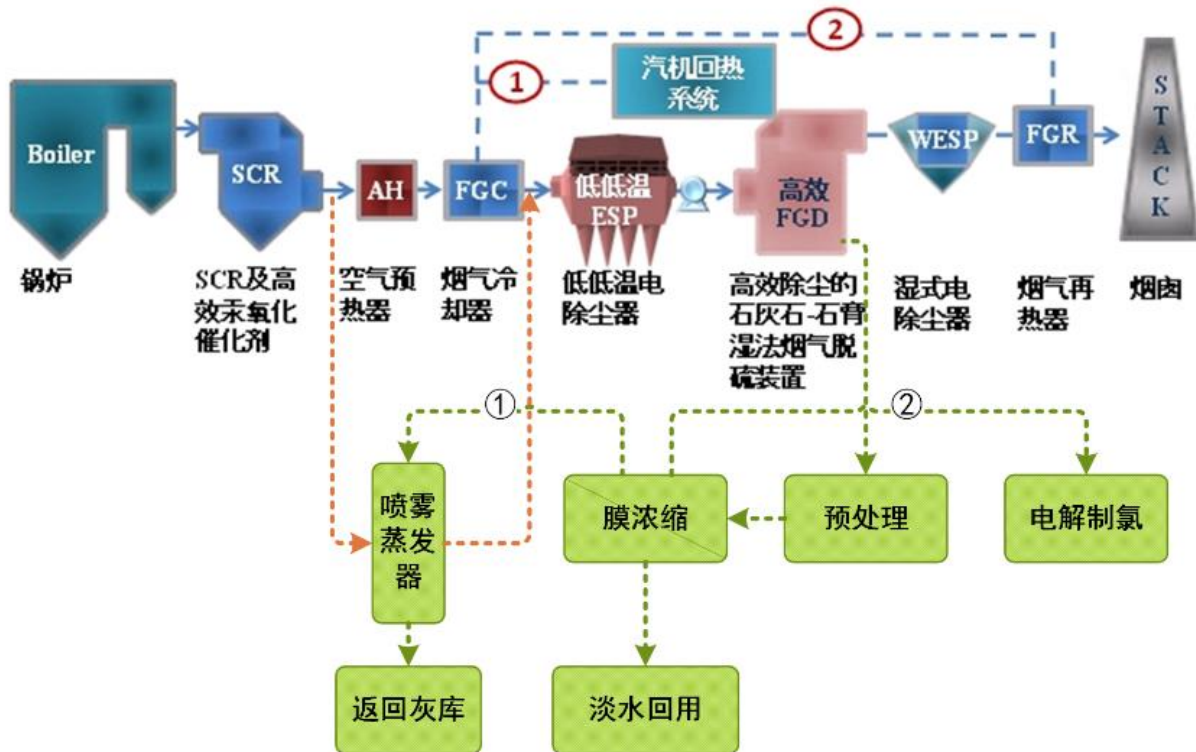 ②
①
汽机回热
系统
Boiler
SCR
AH
FGC
低低温
ESP
高效
FGD
WESP
FGR
STACK
锅炉
SCR及高
效汞氧化
催化剂
空气预
热器
烟气冷
却器
低低温电
除尘器
高效除尘的
石灰石-石膏
湿法烟气脱
硫装置
湿式电
除尘器
烟气再
热器
烟囱
①
②
喷雾
蒸发
器
膜浓缩
预处理
电解制氯
返回灰库
淡水回用